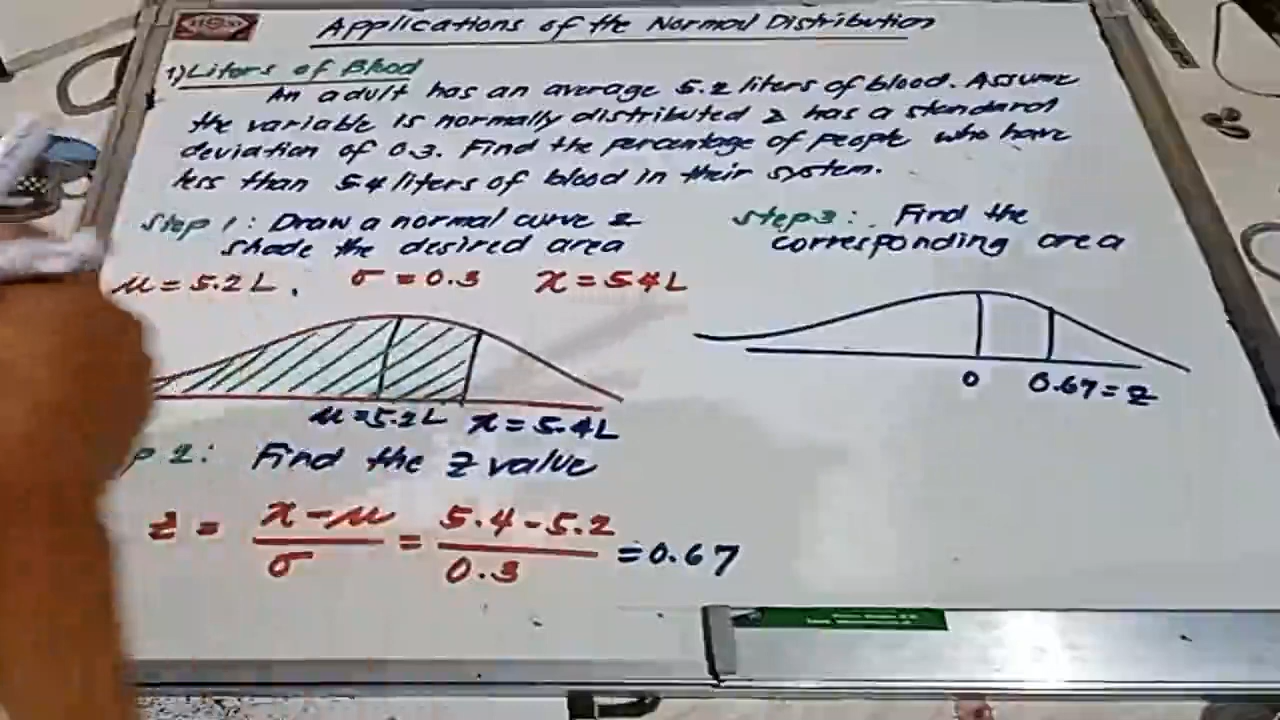 Applications of the Normal Distribution
1) Liters of Blood
An adult has an average 5.2 liters of blood. Assume
the variable is normally distributed & has a standard
deviation of 0.3. Find the percentage of people who have
less than 5.4 liters of blood in their system.
Step 1: Draw a normal curve &
shade the desired area
μ = 5.2 L, σ = 0.3 x = 5.4 L
μ = 5.2 L x = 5.4 L
p 2: Find the z value
z = x - μ / σ = 5.4 - 5.2 / 0.3 = 0.67
Step 3: Find the
corresponding area
0 0.67 = z